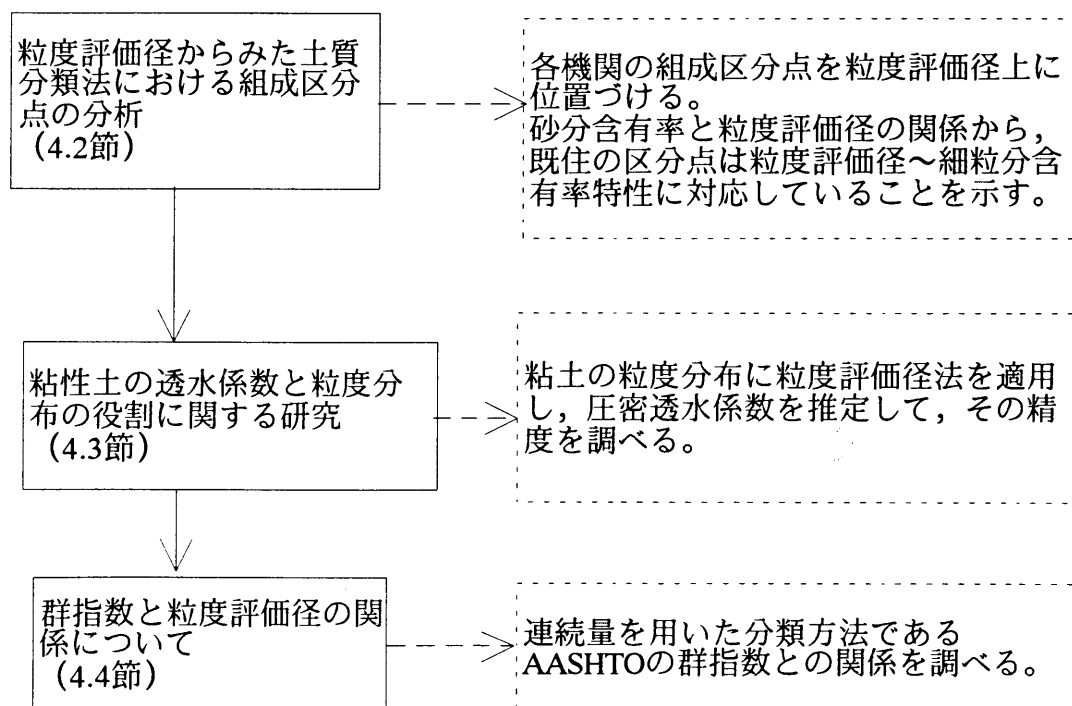 粒度評価径からみた土質
分類法における組成区分
点の分析
（4.2節）
各機関の組成区分点を粒度評価径上に
位置づける。
砂分含有率と粒度評価径の関係から，
既住の区分点は粒度評価径～細粒分含
有率特性に対応していることを示す。
粘性土の透水係数と粒度分
布の役割に関する研究
（4.3節）
粘土の粒度分布に粒度評価径法を適用
し，圧密透水係数を推定して，その精
度を調べる。
群指数と粒度評価径の関
係について
（4.4節）
連続量を用いた分類方法である
AASHTOの群指数との関係を調べる。